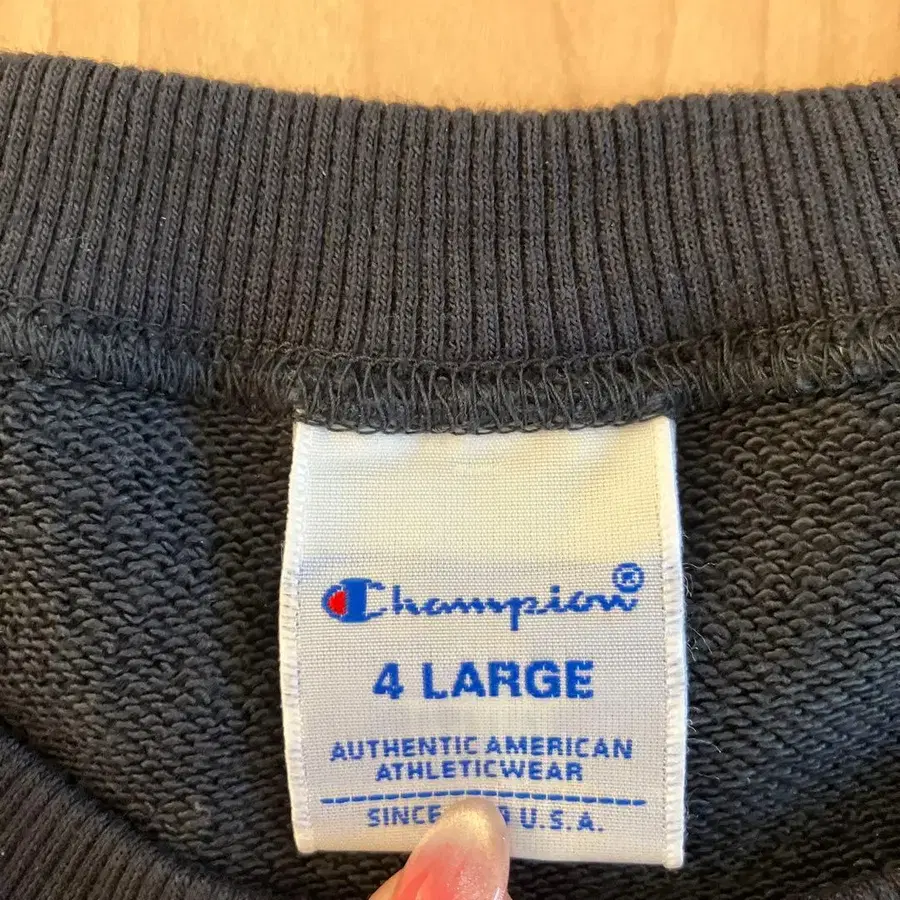 Champion®
4 LARGE
AUTHENTIC AMERICAN
ATHLETICWEAR
SINCE U.S.A.